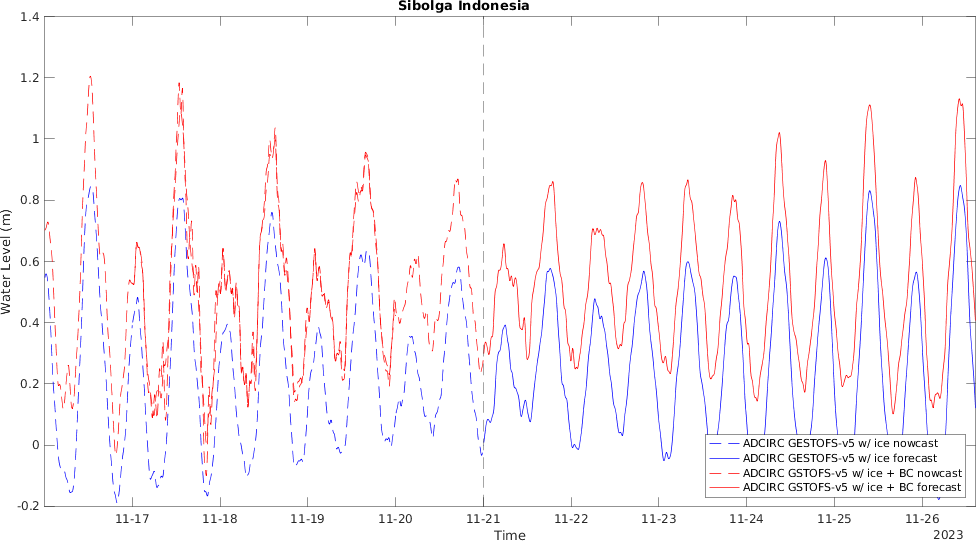 Sibolga Indonesia
1.4
1.2
1
0.8
0.6
0.4
0.2
0
-0.2
Water Level (m)
ADCIRC GESTOFS-v5 w/ ice nowcast
ADCIRC GESTOFS-v5 w/ ice forecast
ADCIRC GSTOFS-v5 w/ ice + BC nowcast
ADCIRC GSTOFS-v5 w/ ice + BC forecast
11-17 11-18 11-19 11-20 11-21 11-22 11-23 11-24 11-25 11-26
Time
2023